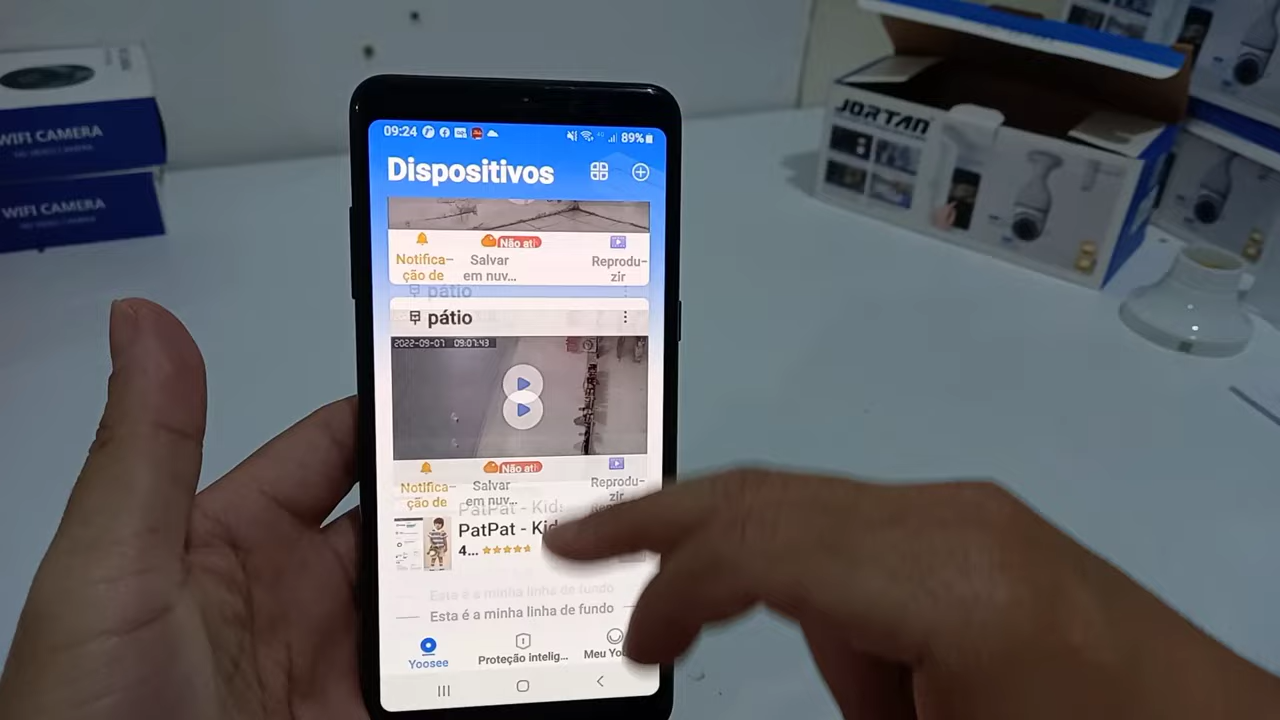 WIFI CAMERA
WIFI CAMERA
JORTAN
09:24
89%
Dispositivos
Notifica-
ção de
Não ati
Salvar
em nuv...
Reprodu-
zir
pátio
pátio
2022-09-07 09:07:43
Notifica-
ção de
Não ati
Salvar
em nuv...
Reprodu-
zir
PatPat - Kid
PatPat - Kid
4...
Esta é a minha linha de fundo
Esta é a minha linha de fundo
Yoosee
Proteção intelig...
Meu Yo